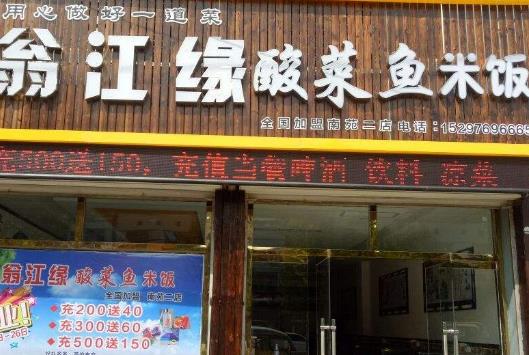 用心做好一道菜
翁江缘酸菜鱼米饭
全国加盟南苑二店电话:15297696665
充500送150,充值当餐啤酒 饮料 凉菜
翁江缘酸菜鱼米饭
全国加盟 南苑二店
充200送40
充300送60
充500送150